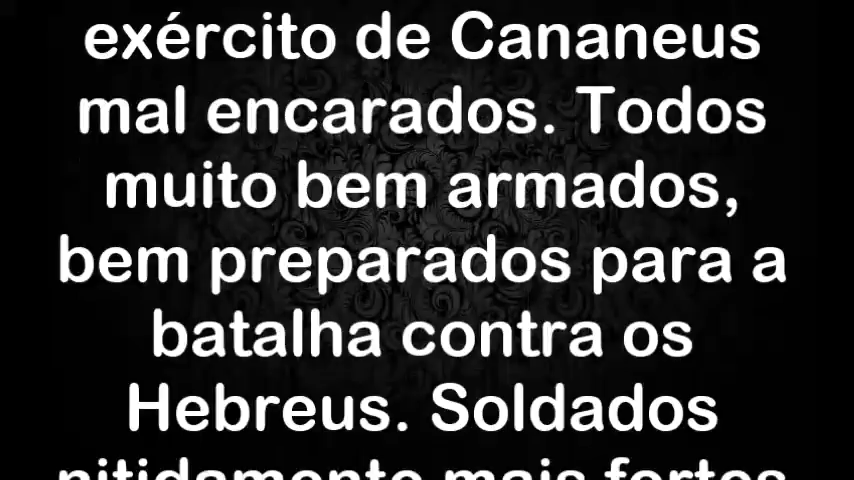 exército de Cananeus
mal encarados. Todos
muito bem armados,
bem preparados para a
batalha contra os
Hebreus. Soldados
nitidamente mais fortes